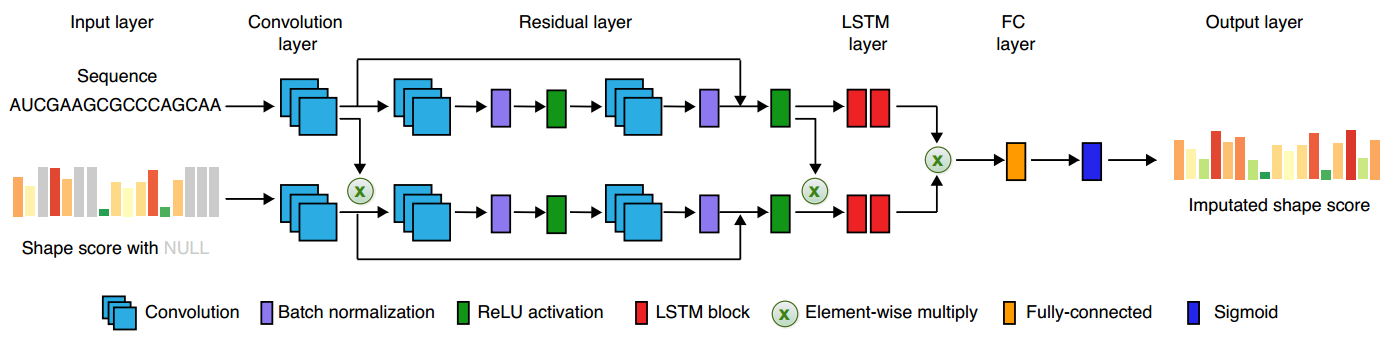 Input layer
Convolution
layer
Residual layer
LSTM
layer
FC
layer
Output layer
Sequence
AUCGAAGCGCCCAGCAA
x
x
x
Shape score with NULL
Imputated shape score
Convolution
Batch normalization
ReLU activation
LSTM block
x
Element-wise multiply
Fully-connected
Sigmoid